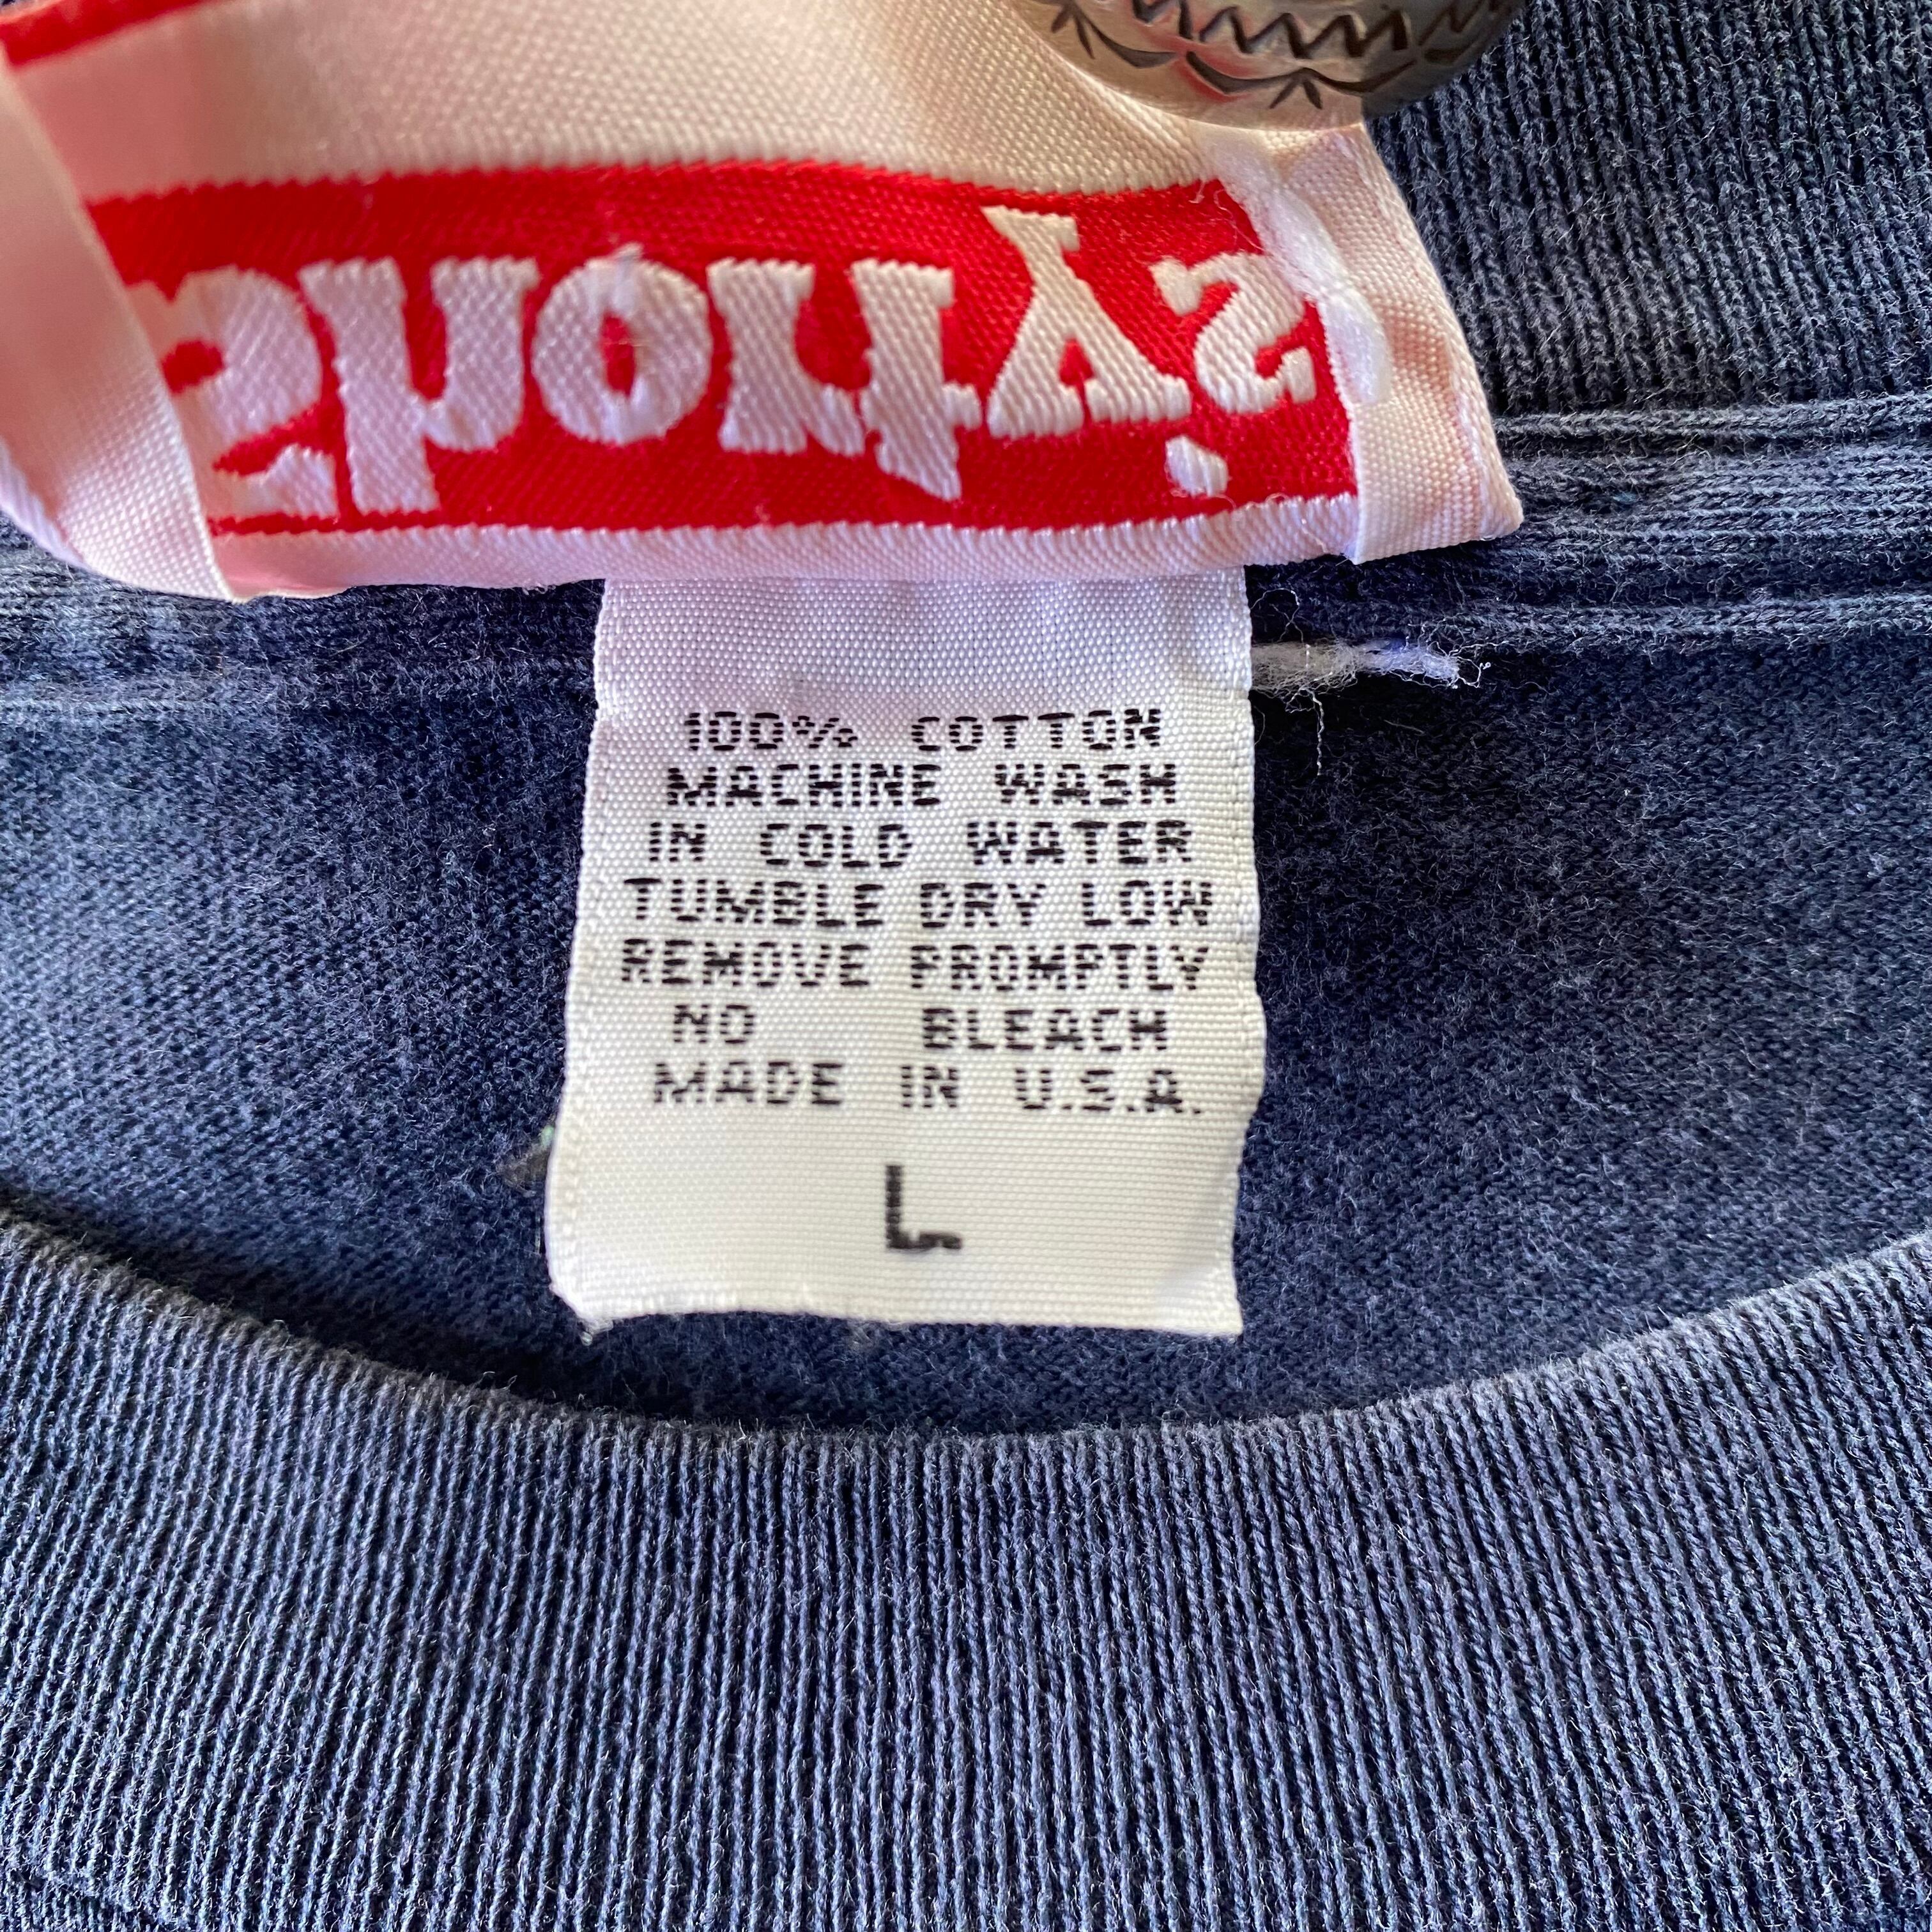 100% COTTON
MACHINE WASH
IN COLD WATER
TUMBLE DRY LOW
REMOVE PROMPTLY
NO BLEACH
MADE IN U.S.A.
L